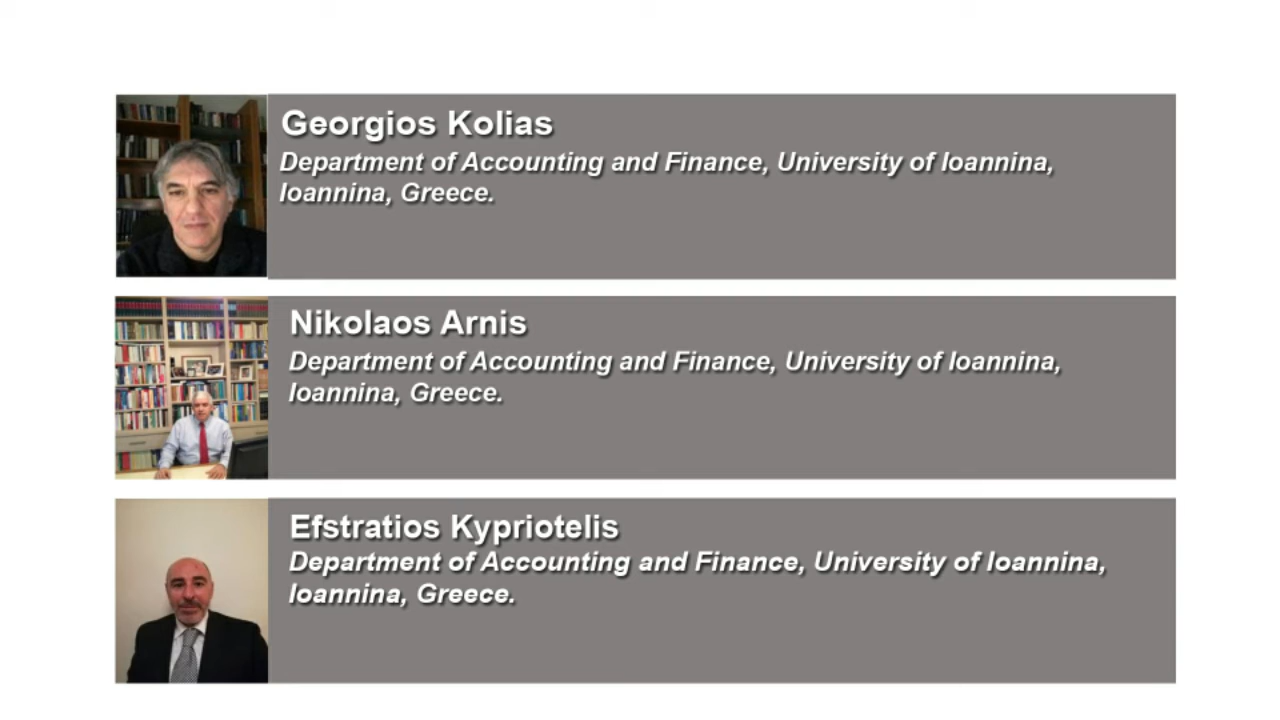 Georgios Kolias
Department of Accounting and Finance, University of Ioannina,
Ioannina, Greece.
Nikolaos Arnis
Department of Accounting and Finance, University of Ioannina,
Ioannina, Greece.
Efstratios Kypriotelis
Department of Accounting and Finance, University of Ioannina,
Ioannina, Greece.